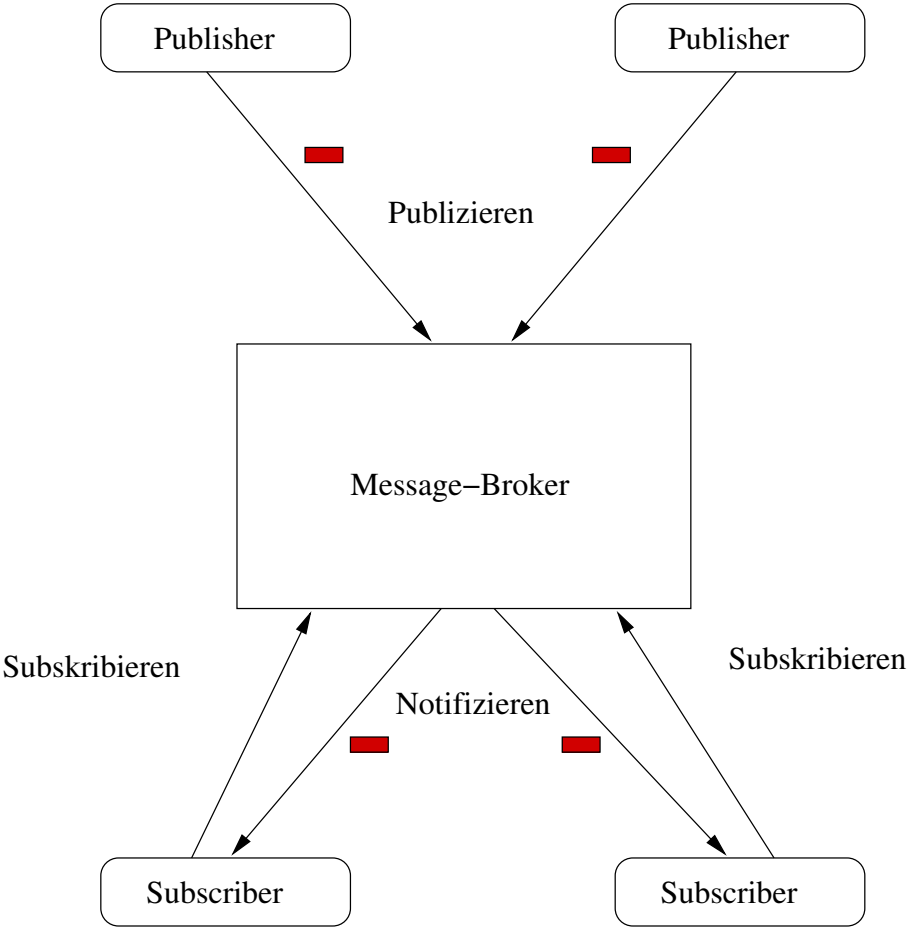 Publisher
Publisher
Publizieren
Message−Broker
Subskribieren
Subskribieren
Notifizieren
Subscriber
Subscriber